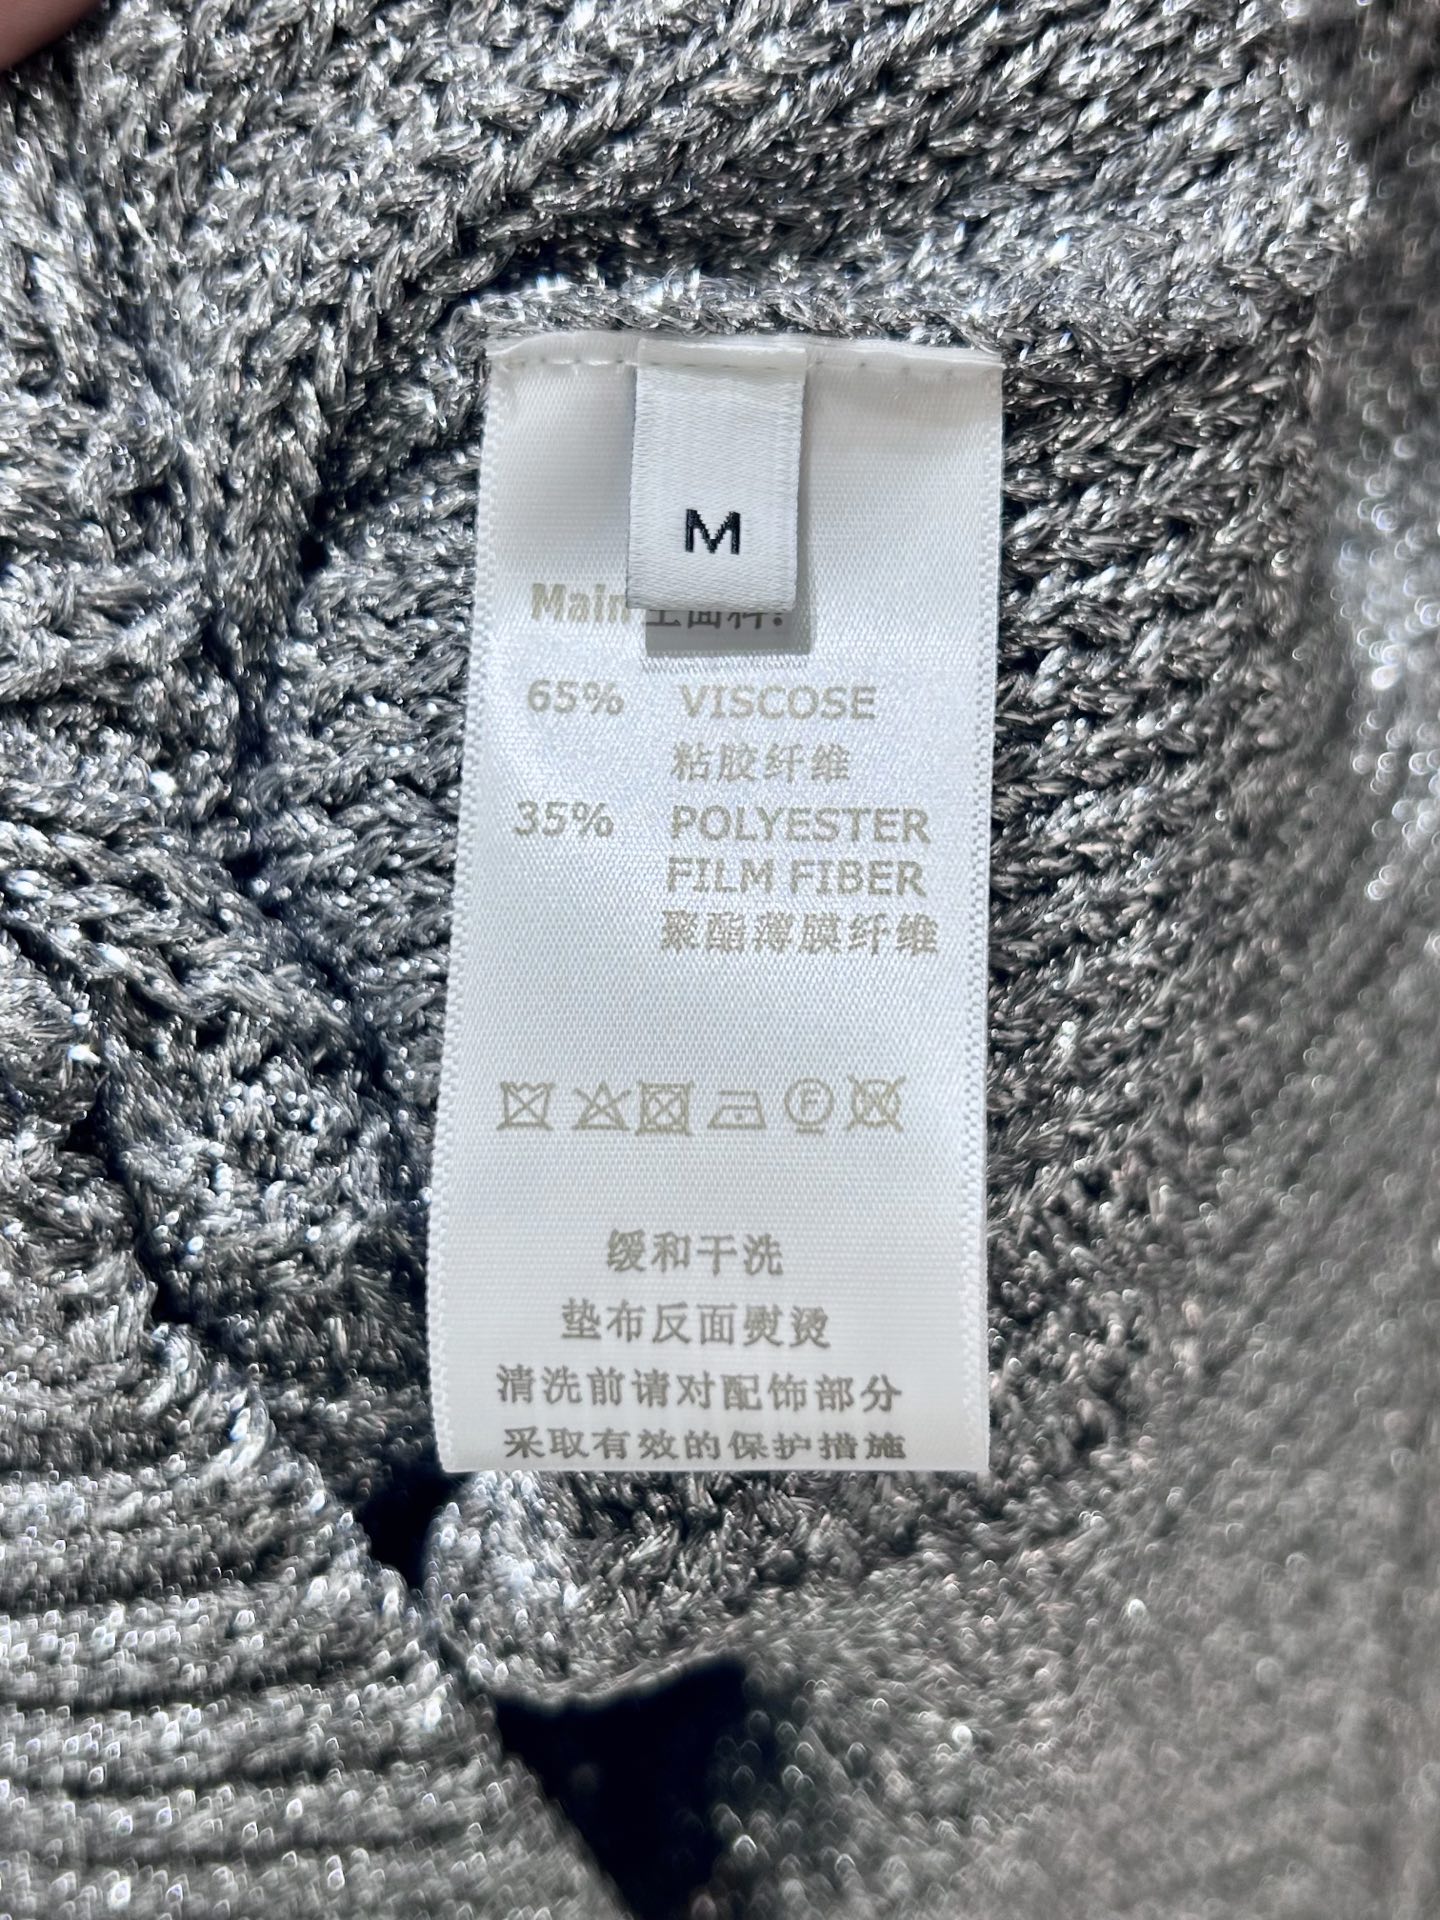 M
Main 主面料:
65% VISCOSE
粘胶纤维
35% POLYESTER
FILM FIBER
聚酯薄膜纤维
F
缓和干洗
垫布反面熨烫
清洗前请对配饰部分
采取有效的保护措施